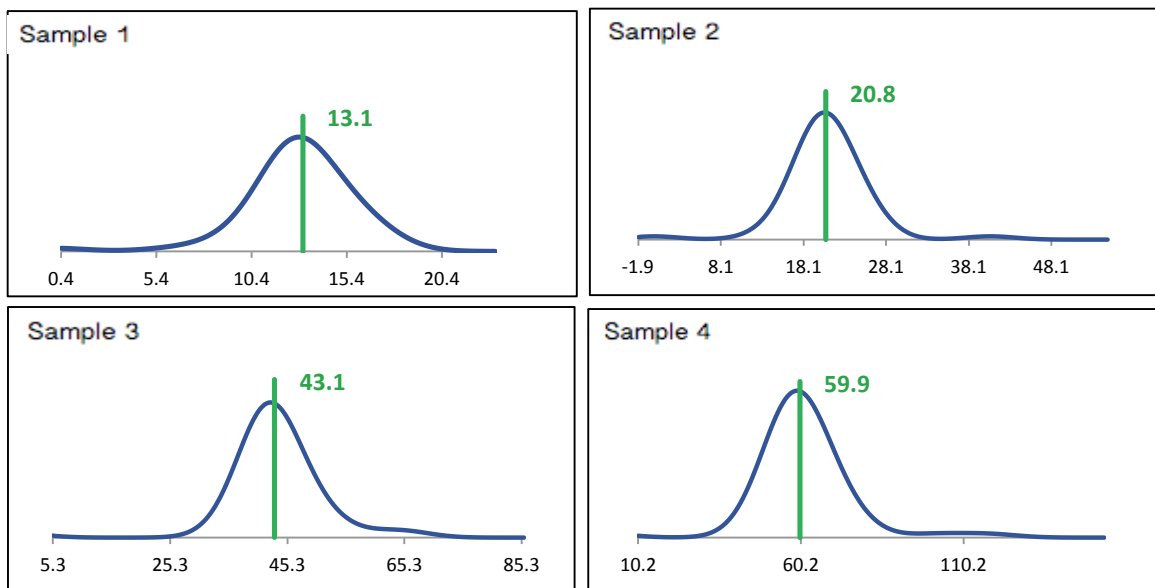 Sample 1
13.1
0.4 5.4 10.4 15.4 20.4
Sample 2
20.8
-1.9 8.1 18.1 28.1 38.1 48.1
Sample 3
43.1
5.3 25.3 45.3 65.3 85.3
Sample 4
59.9
10.2 60.2 110.2